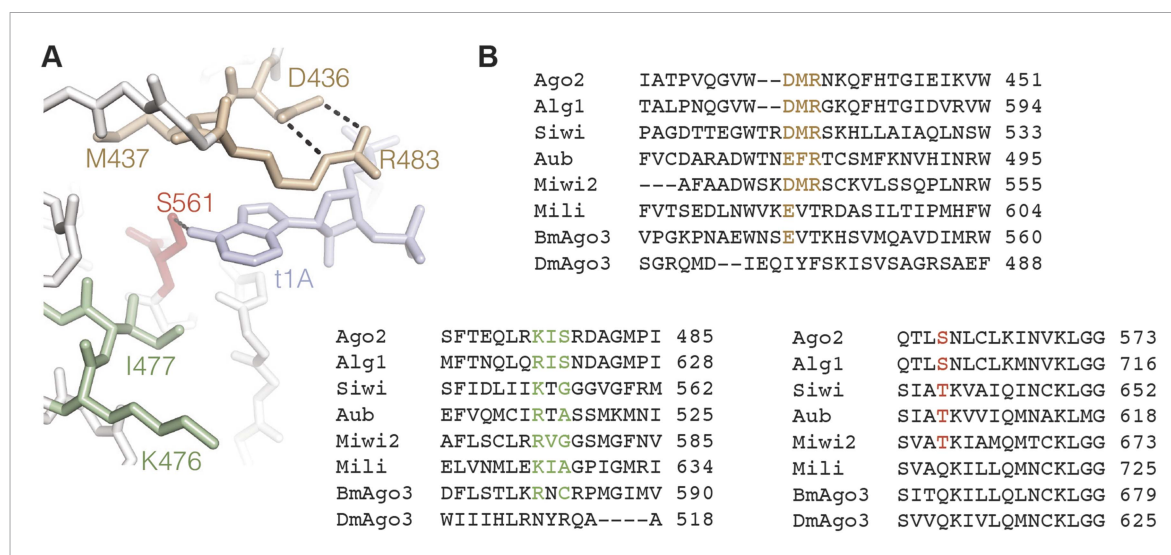 A
D436
M437
R483
S561
t1A
I477
K476
B
Ago2 IATPVQGVW--DMRNKQFHTGIEIKVW 451
Alg1 TALPNQGVW--DMRGKQFHTGIDVRVW 594
Siwi PAGDTTEGWTRDMRSKHLLAIAQLNSW 533
Aub FVCDARADWTNEFRTCSMFKNVHINRW 495
Miwi2 ---AFAADWSKDMRSCKVLSSQPLNRW 555
Mili FVTSEDLNWVKEVTRDASILTIPMHFW 604
BmAgo3 VPGKPNAEWNSEVTKHSVMQAVDIMRW 560
DmAgo3 SGRQMD--IEQIYFSKISVSAGRSAEF 488
Ago2 SFTEQLRKISRDAGMPI 485
Alg1 MFTNQLQRISNDAGMPI 628
Siwi SFIDLIIKTGGGVGFRM 562
Aub EFVQMCIRTASSMKMNI 525
Miwi2 AFLSCLRRVGGSMGFNV 585
Mili ELVNMLEKIAGPIGMRI 634
BmAgo3 DFLSTLKRNCRPMGIMV 590
DmAgo3 WIIIHLRNYRQA----A 518
Ago2 QTLSNLCLKINVKLGG 573
Alg1 QTLSNLCLKMNVKLGG 716
Siwi SIATKVAIQINCKLGG 652
Aub SIATKVVIQMNAKLMG 618
Miwi2 SVATKIAMQMTCKLGG 673
Mili SVAQKILLQMNCKLGG 725
BmAgo3 SITQKILLQLNCKLGG 679
DmAgo3 SVVQKIVLQMNCKLGG 625